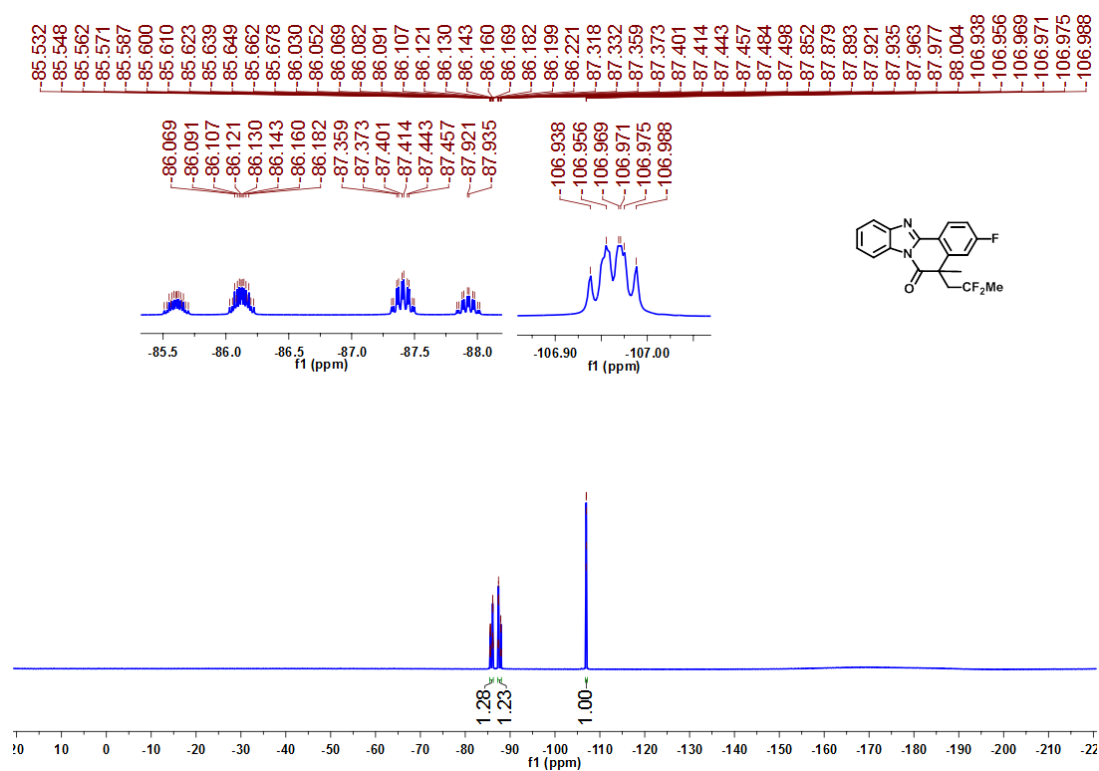 -85.532 -85.548 -85.562 -85.571 -85.587 -85.600 -85.610 -85.623 -85.639 -85.649 -85.662 -85.678 -86.030 -86.052 -86.069 -86.082 -86.091 -86.107 -86.121 -86.130 -86.143 -86.160 -86.169 -86.182 -86.199 -86.221 -87.318 -87.332 -87.359 -87.373 -87.401 -87.414 -87.443 -87.457 -87.484 -87.498 -87.852 -87.879 -87.893 -87.921 -87.935 -87.963 -87.977 -88.004 -106.938 -106.956 -106.969 -106.971 -106.975 -106.988
-86.069 -86.091 -86.107 -86.121 -86.130 -86.143 -86.160 -86.182 -87.359 -87.373 -87.401 -87.414 -87.443 -87.457 -87.921 -87.935
-106.938 -106.956 -106.969 -106.971 -106.975 -106.988
N
N
F
O
CF2Me
-85.5 -86.0 -86.5 -87.0 -87.5 -88.0
f1 (ppm)
-106.90 -107.00
f1 (ppm)
1.28 1.23 1.00
20 10 0 -10 -20 -30 -40 -50 -60 -70 -80 -90 -100 -110 -120 -130 -140 -150 -160 -170 -180 -190 -200 -210 -22
f1 (ppm)